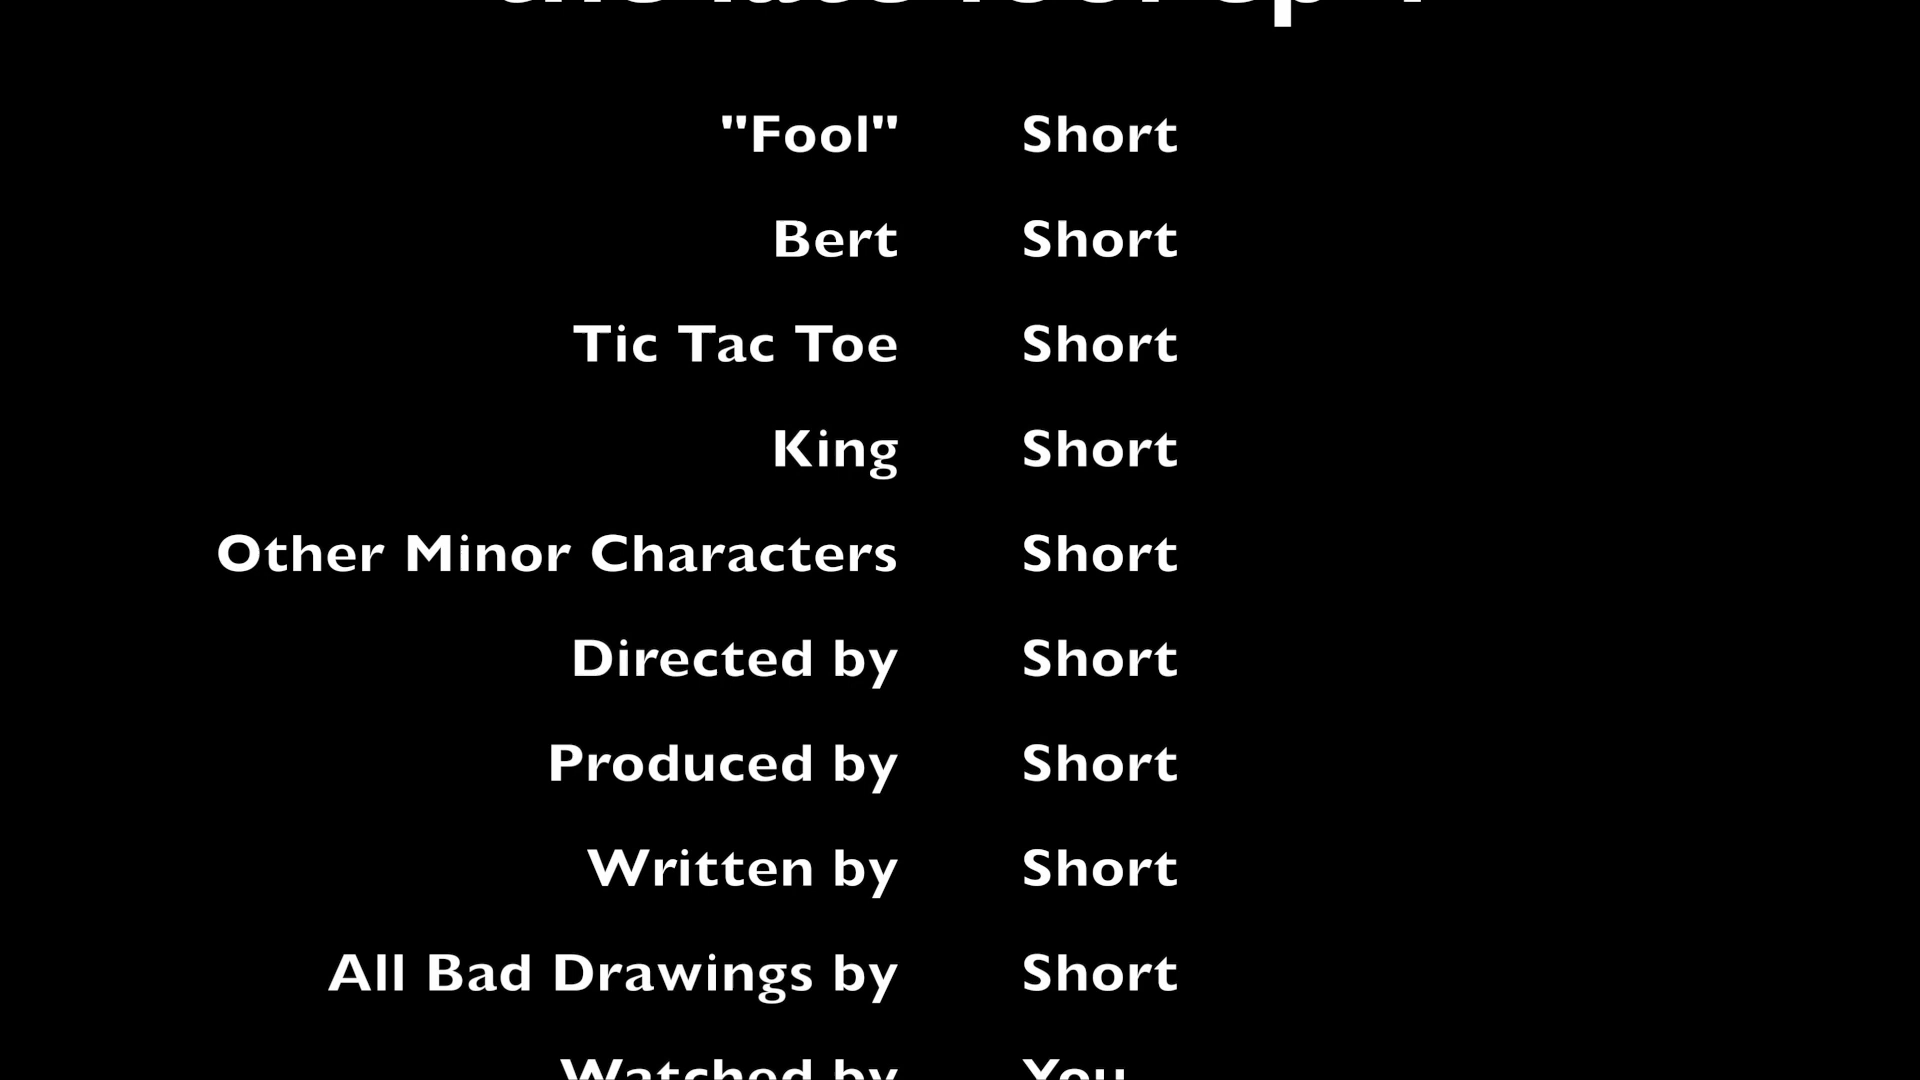 "Fool" Short
Bert Short
Tic Tac Toe Short
King Short
Other Minor Characters Short
Directed by Short
Produced by Short
Written by Short
All Bad Drawings by Short
Watched by You